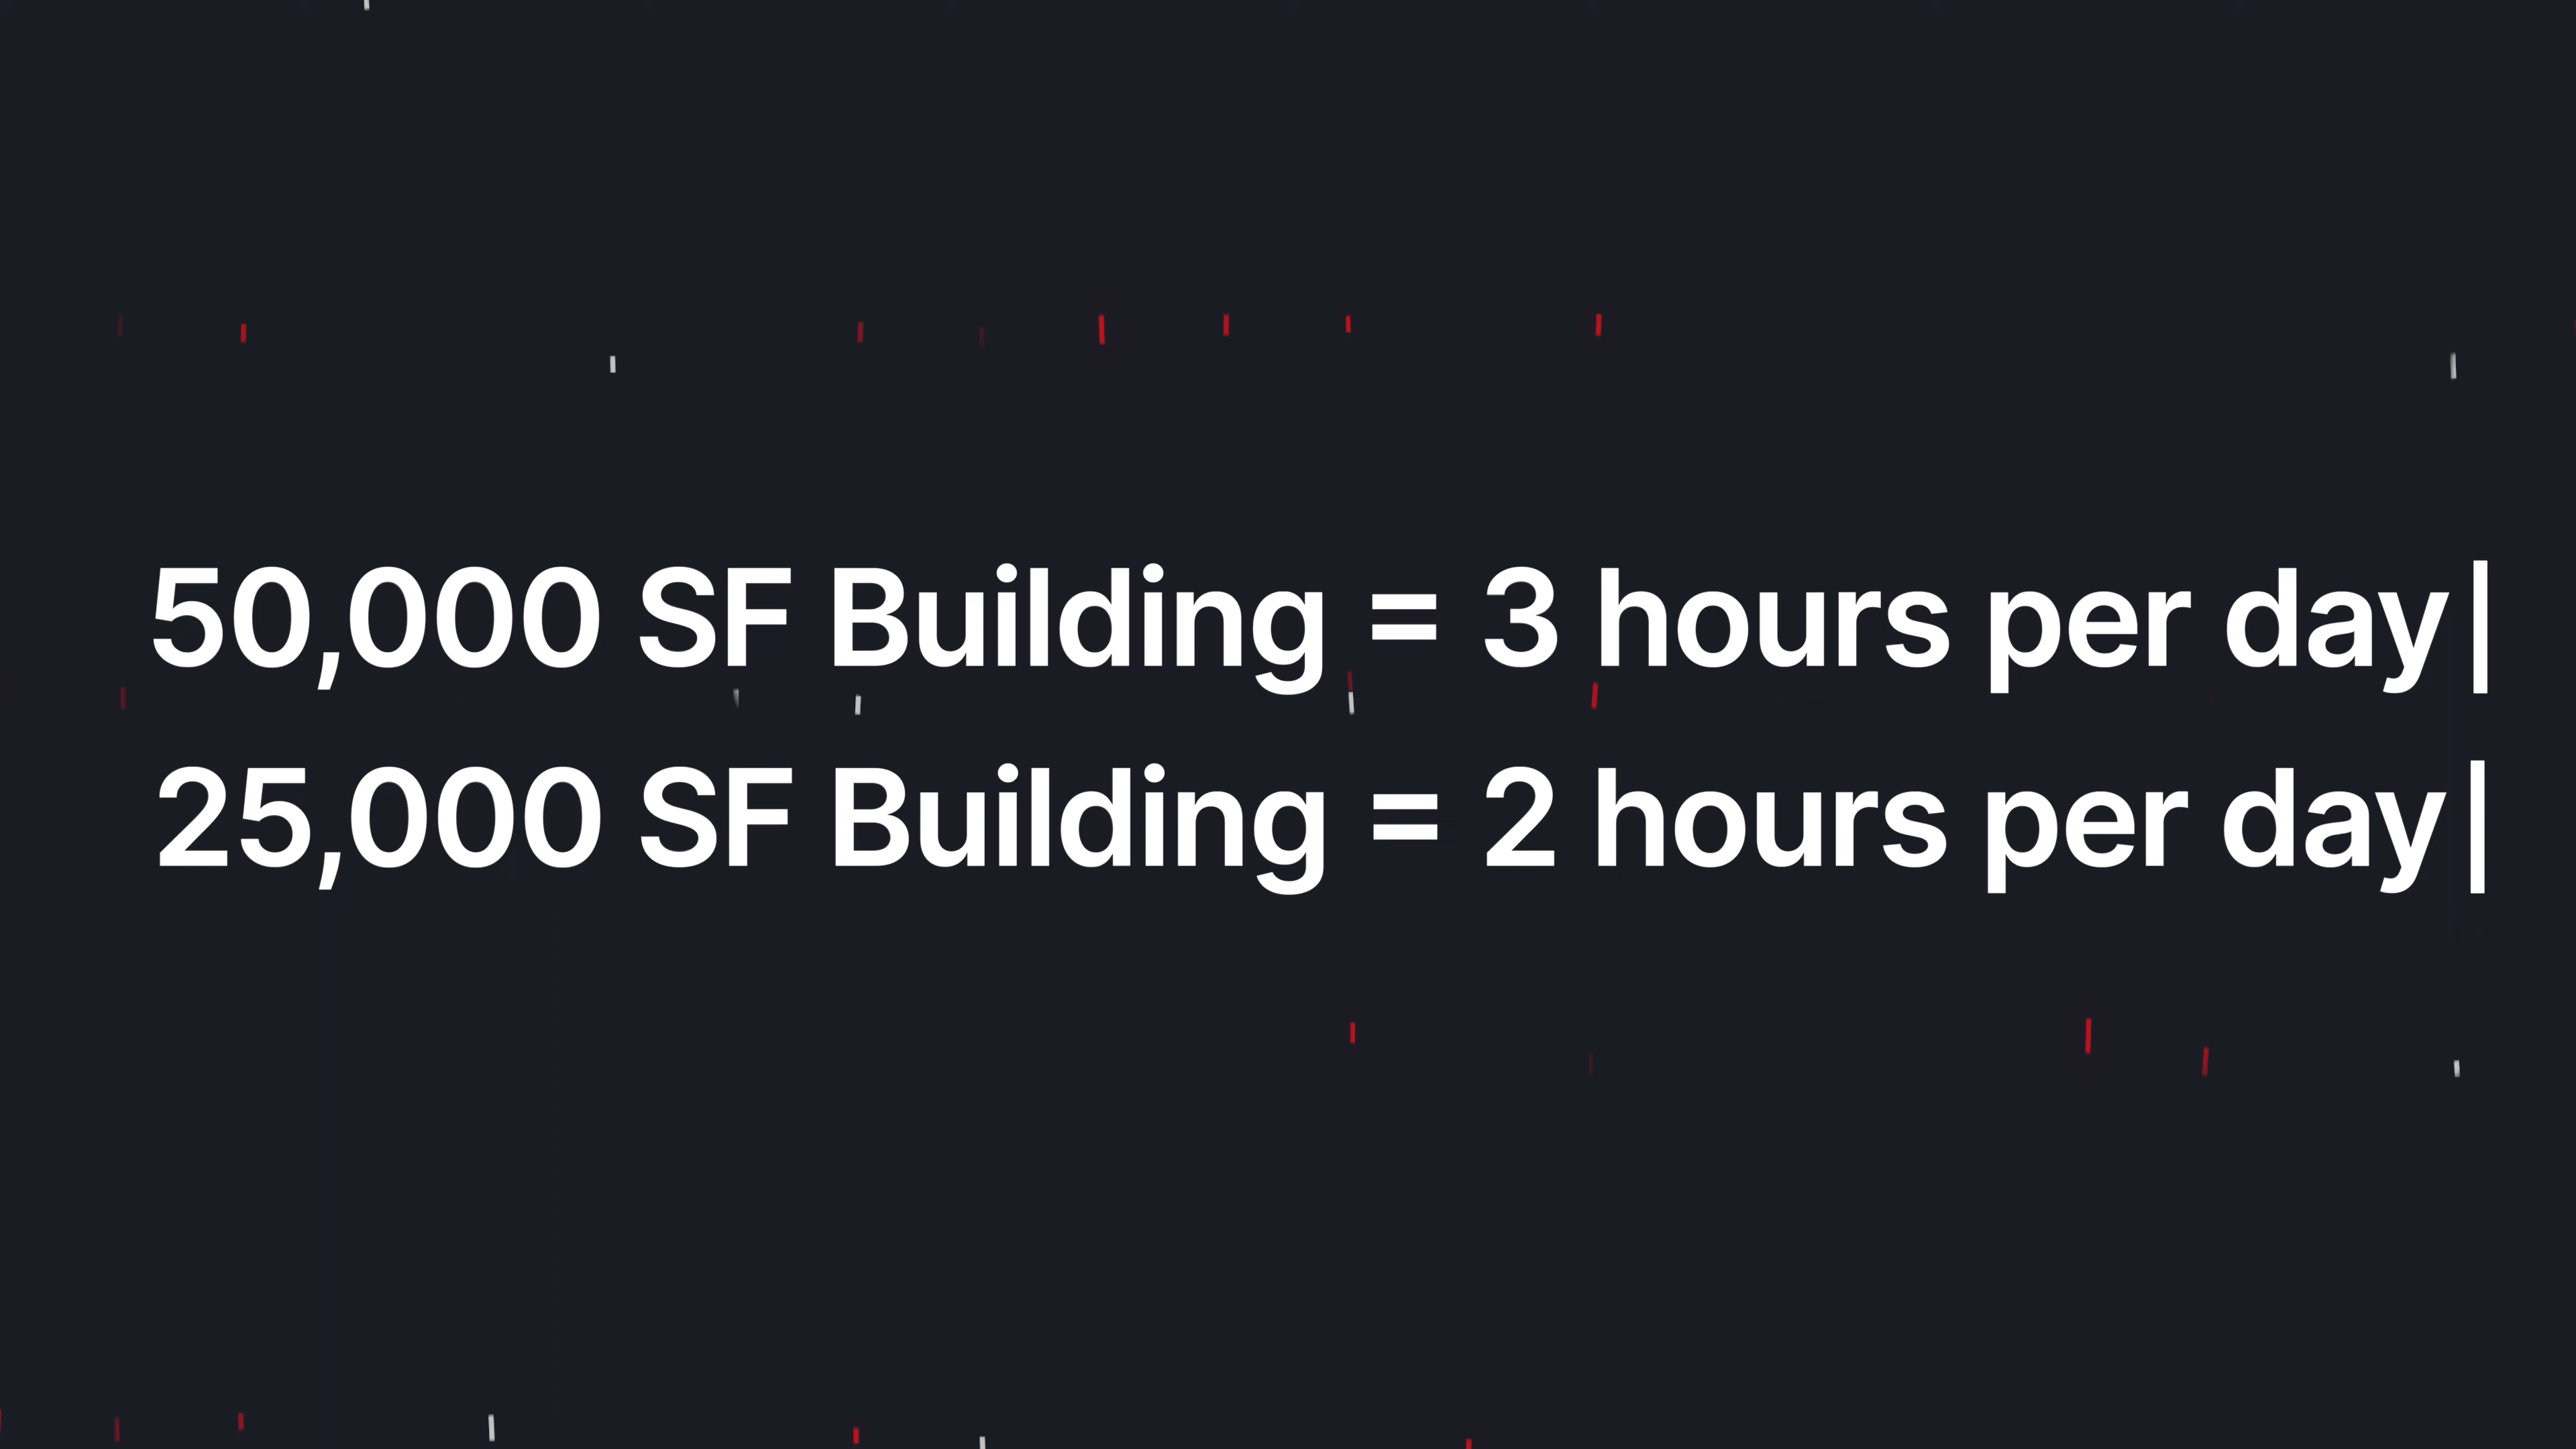 50,000 SF Building = 3 hours per day|
25,000 SF Building = 2 hours per day|